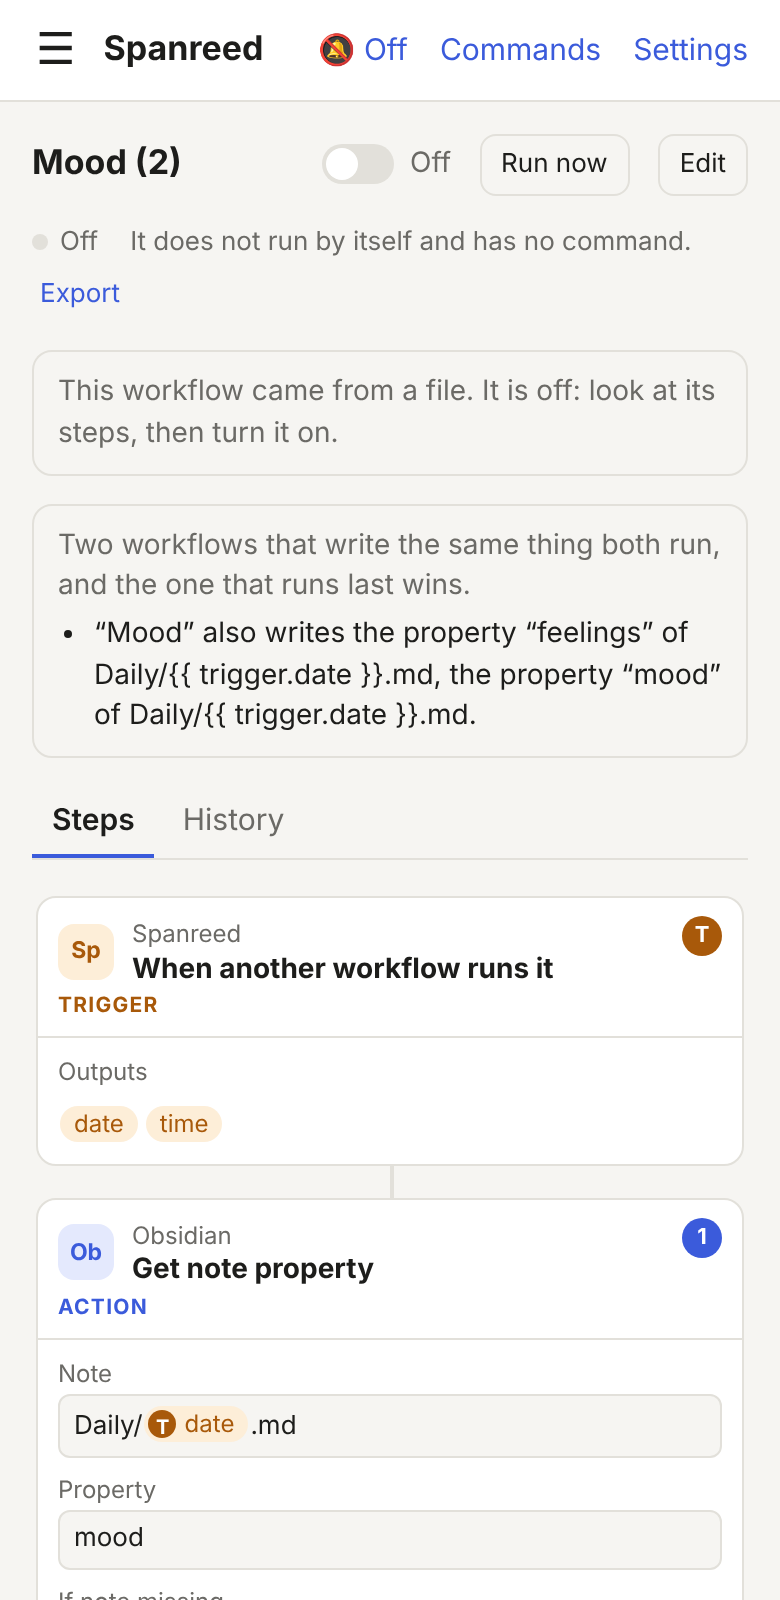 ☰ Spanreed 🔕 Off Commands Settings
Mood (2) Off Run now Edit
Off It does not run by itself and has no command.
Export
This workflow came from a file. It is off: look at its
steps, then turn it on.
Two workflows that write the same thing both run,
and the one that runs last wins.
• “Mood” also writes the property “feelings” of
Daily/{{ trigger.date }}.md, the property “mood”
of Daily/{{ trigger.date }}.md.
Steps History
Sp Spanreed T
When another workflow runs it
TRIGGER
Outputs
date time
Ob Obsidian 1
Get note property
ACTION
Note
Daily/ T date .md
Property
mood
If note missing